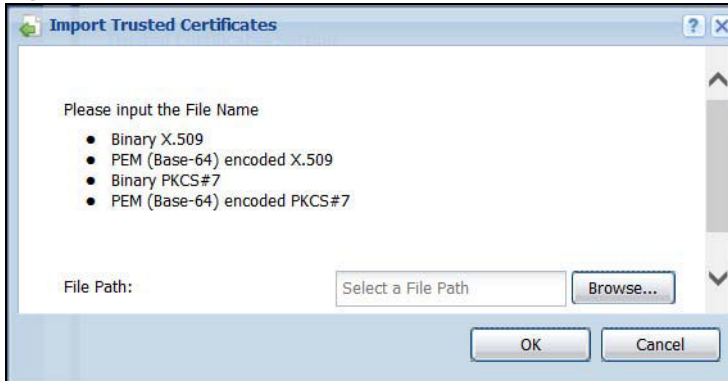 Import Trusted Certificates
Please input the File Name
● Binary X.509
● PEM (Base-64) encoded X.509
● Binary PKCS#7
● PEM (Base-64) encoded PKCS#7
File Path: Select a File Path Browse...
OK Cancel